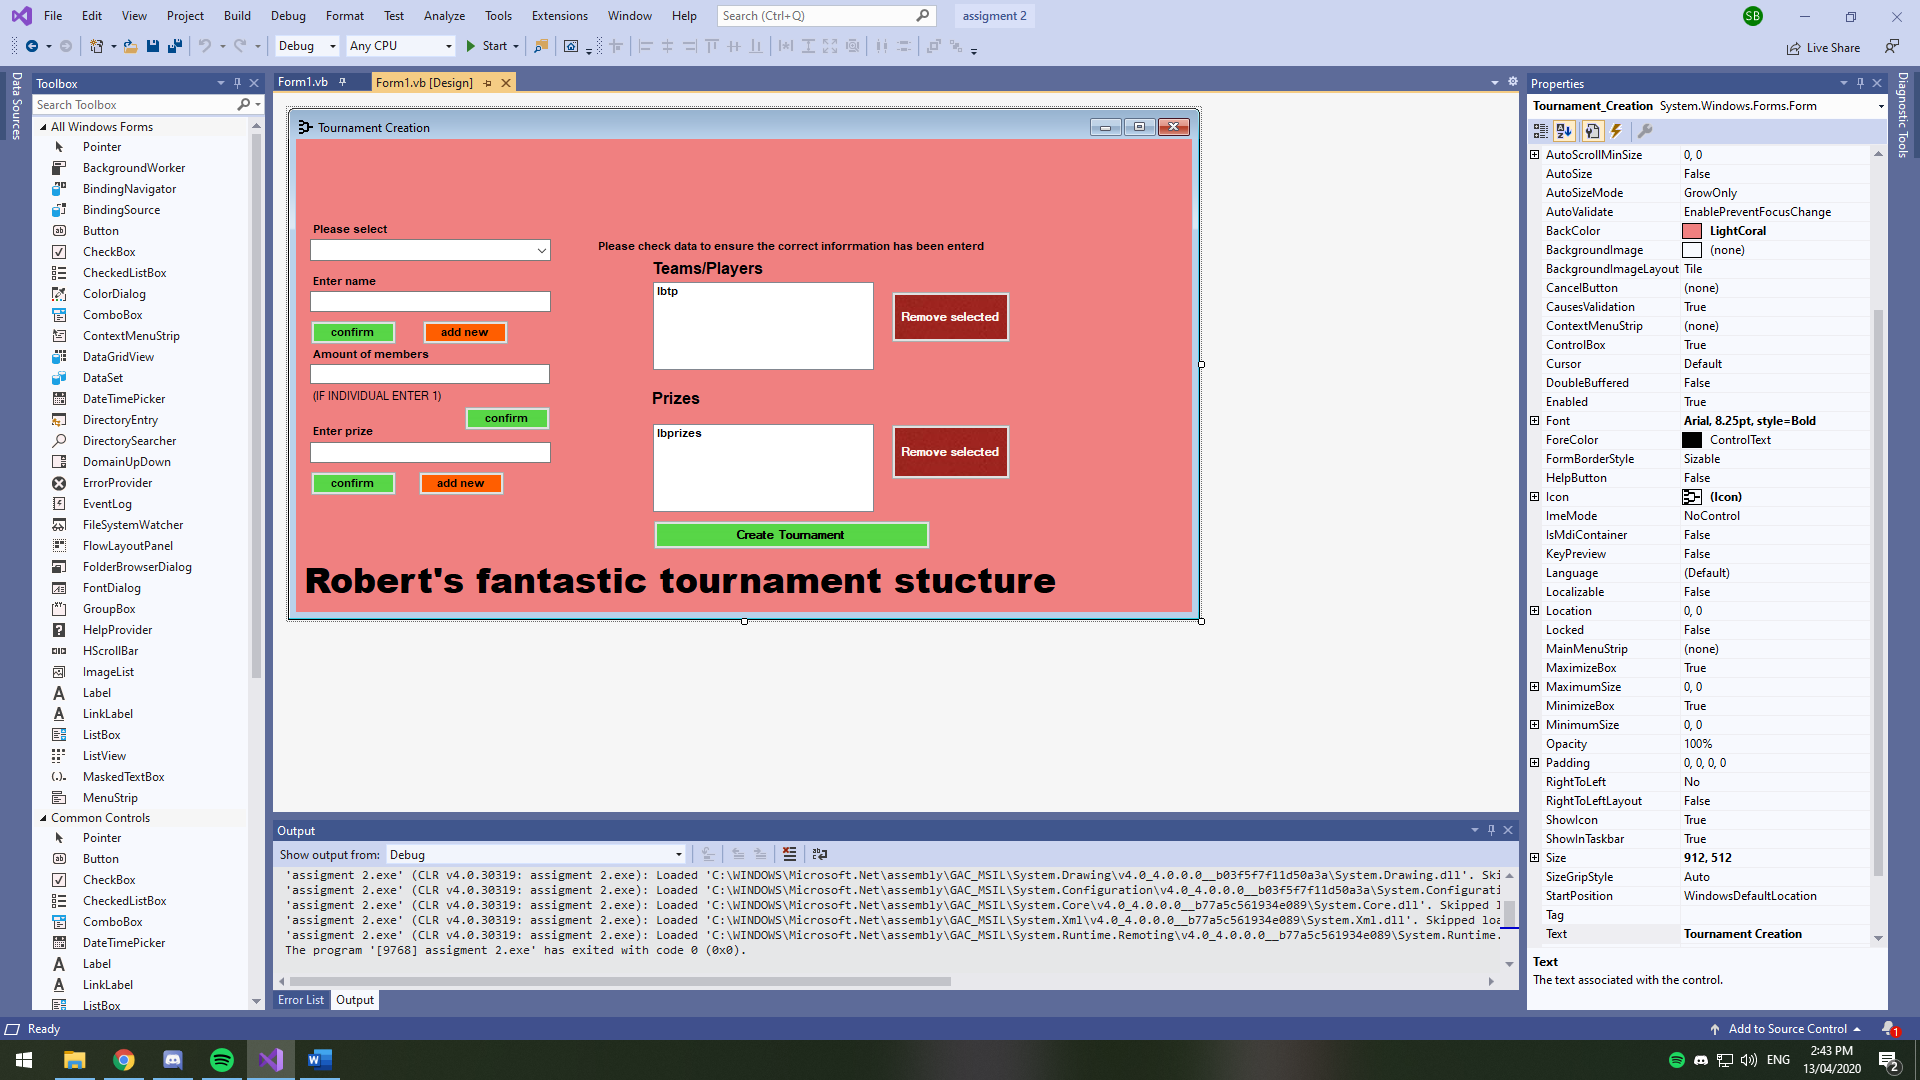 File Edit View Project Build Debug Format Test Analyze Tools Extensions Window Help Search (Ctrl+Q) assigment 2 SB
Debug Any CPU Start Live Share
Data Sources
Toolbox
Search Toolbox
All Windows Forms
Pointer
BackgroundWorker
BindingNavigator
BindingSource
Button
CheckBox
CheckedListBox
ColorDialog
ComboBox
ContextMenuStrip
DataGridView
DataSet
DateTimePicker
DirectoryEntry
DirectorySearcher
DomainUpDown
ErrorProvider
EventLog
FileSystemWatcher
FlowLayoutPanel
FolderBrowserDialog
FontDialog
GroupBox
HelpProvider
HScrollBar
ImageList
Label
LinkLabel
ListBox
ListView
MaskedTextBox
MenuStrip
Common Controls
Pointer
Button
CheckBox
CheckedListBox
ComboBox
DateTimePicker
Label
LinkLabel
ListBox
Form1.vb Form1.vb [Design]
Tournament Creation
Please select
Enter name
confirm add new
Amount of members
(IF INDIVIDUAL ENTER 1)
confirm
Enter prize
confirm add new
Please check data to ensure the correct inforrmation has been enterd
Teams/Players
lbtp
Remove selected
Prizes
lbprizes
Remove selected
Create Tournament
Robert's fantastic tournament stucture
Output
Show output from: Debug
'assigment 2.exe' (CLR v4.0.30319: assigment 2.exe): Loaded 'C:\WINDOWS\Microsoft.Net\assembly\GAC_MSIL\System.Drawing\v4.0_4.0.0.0__b03f5f7f11d50a3a\System.Drawing.dll'. Ski
'assigment 2.exe' (CLR v4.0.30319: assigment 2.exe): Loaded 'C:\WINDOWS\Microsoft.Net\assembly\GAC_MSIL\System.Configuration\v4.0_4.0.0.0__b03f5f7f11d50a3a\System.Configurati
'assigment 2.exe' (CLR v4.0.30319: assigment 2.exe): Loaded 'C:\WINDOWS\Microsoft.Net\assembly\GAC_MSIL\System.Core\v4.0_4.0.0.0__b77a5c561934e089\System.Core.dll'. Skipped l
'assigment 2.exe' (CLR v4.0.30319: assigment 2.exe): Loaded 'C:\WINDOWS\Microsoft.Net\assembly\GAC_MSIL\System.Xml\v4.0_4.0.0.0__b77a5c561934e089\System.Xml.dll'. Skipped loa
'assigment 2.exe' (CLR v4.0.30319: assigment 2.exe): Loaded 'C:\WINDOWS\Microsoft.Net\assembly\GAC_MSIL\System.Runtime.Remoting\v4.0_4.0.0.0__b77a5c561934e089\System.Runtime.
The program '[9768] assigment 2.exe' has exited with code 0 (0x0).
Error List Output
Properties
Tournament_Creation System.Windows.Forms.Form
AutoScrollMinSize 0, 0
AutoSize False
AutoSizeMode GrowOnly
AutoValidate EnablePreventFocusChange
BackColor LightCoral
BackgroundImage (none)
BackgroundImageLayout Tile
CancelButton (none)
CausesValidation True
ContextMenuStrip (none)
ControlBox True
Cursor Default
DoubleBuffered False
Enabled True
Font Arial, 8.25pt, style=Bold
ForeColor ControlText
FormBorderStyle Sizable
HelpButton False
Icon (Icon)
ImeMode NoControl
IsMdiContainer False
KeyPreview False
Language (Default)
Localizable False
Location 0, 0
Locked False
MainMenuStrip (none)
MaximizeBox True
MaximumSize 0, 0
MinimizeBox True
MinimumSize 0, 0
Opacity 100%
Padding 0, 0, 0, 0
RightToLeft No
RightToLeftLayout False
ShowIcon True
ShowInTaskbar True
Size 912, 512
SizeGripStyle Auto
StartPosition WindowsDefaultLocation
Tag
Text Tournament Creation
Text
The text associated with the control.
Diagnostic Tools
Ready Add to Source Control 1
ENG 2:43 PM
13/04/2020 2